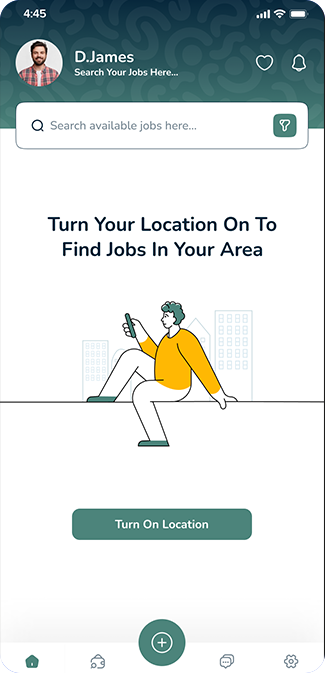 4:45
D.James
Search Your Jobs Here...
Search available jobs here...
Turn Your Location On To
Find Jobs In Your Area
Turn On Location